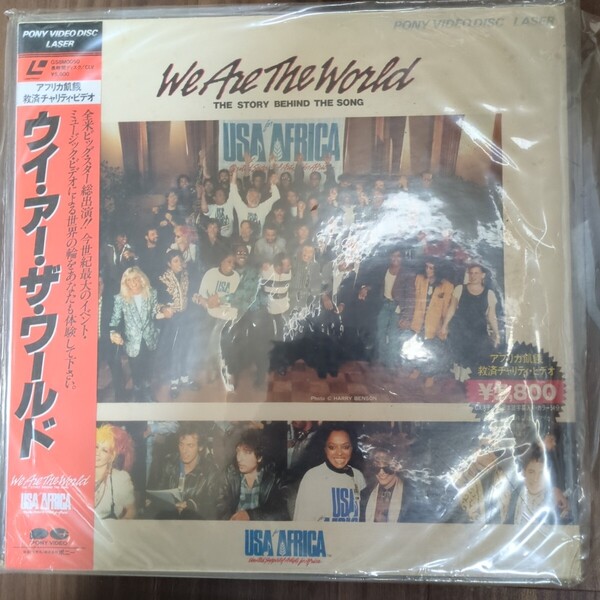 PONY VIDEO DISC
LASER
アフリカ飢餓
救済チャリティ・ビデオ
ウイ・アー・ザ・ワールド
全米ビッグ・スター総出演!!今世紀最大のイベント・
ミュージック・ビデオによる世界の輪をあなたも体験して下さい。
We Are The World
USA AFRICA
PONY VIDEO
PONY VIDEO DISC LASER
We Are The World
THE STORY BEHIND THE SONG
USA AFRICA
Photo © HARRY BENSON
アフリカ飢餓
救済チャリティ・ビデオ
USA
USA AFRICA